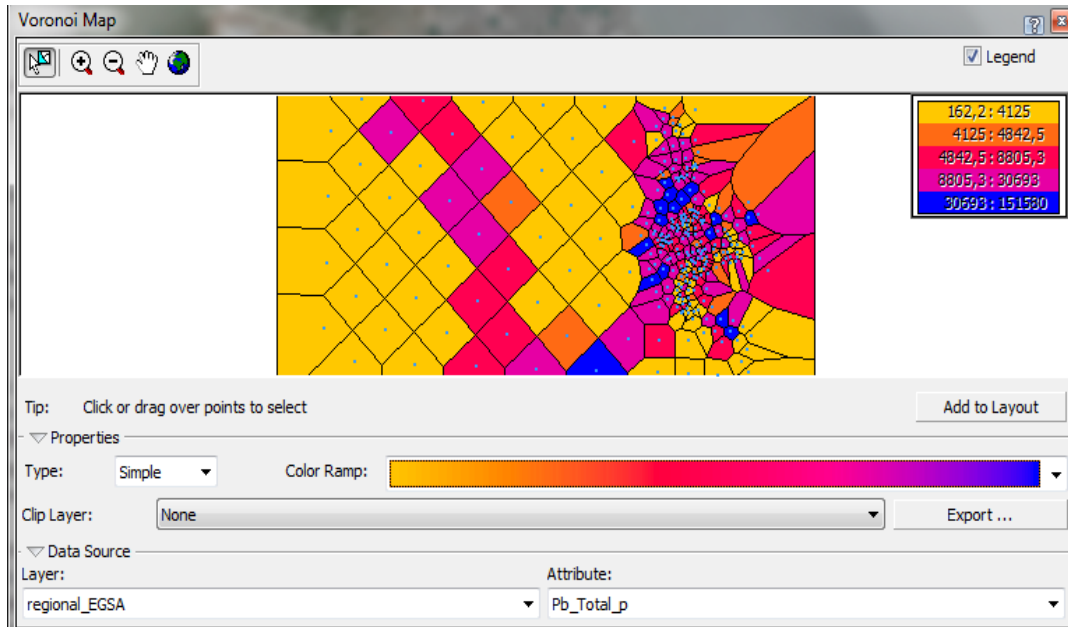 Voronoi Map
Legend
162,2 : 4125
4125 : 4842,5
4842,5 : 8805,3
8805,3 : 30693
30693 : 151580
Tip: Click or drag over points to select
Add to Layout
Properties
Type: Simple Color Ramp:
Clip Layer: None Export ...
Data Source
Layer: Attribute:
regional_EGSA Pb_Total_p